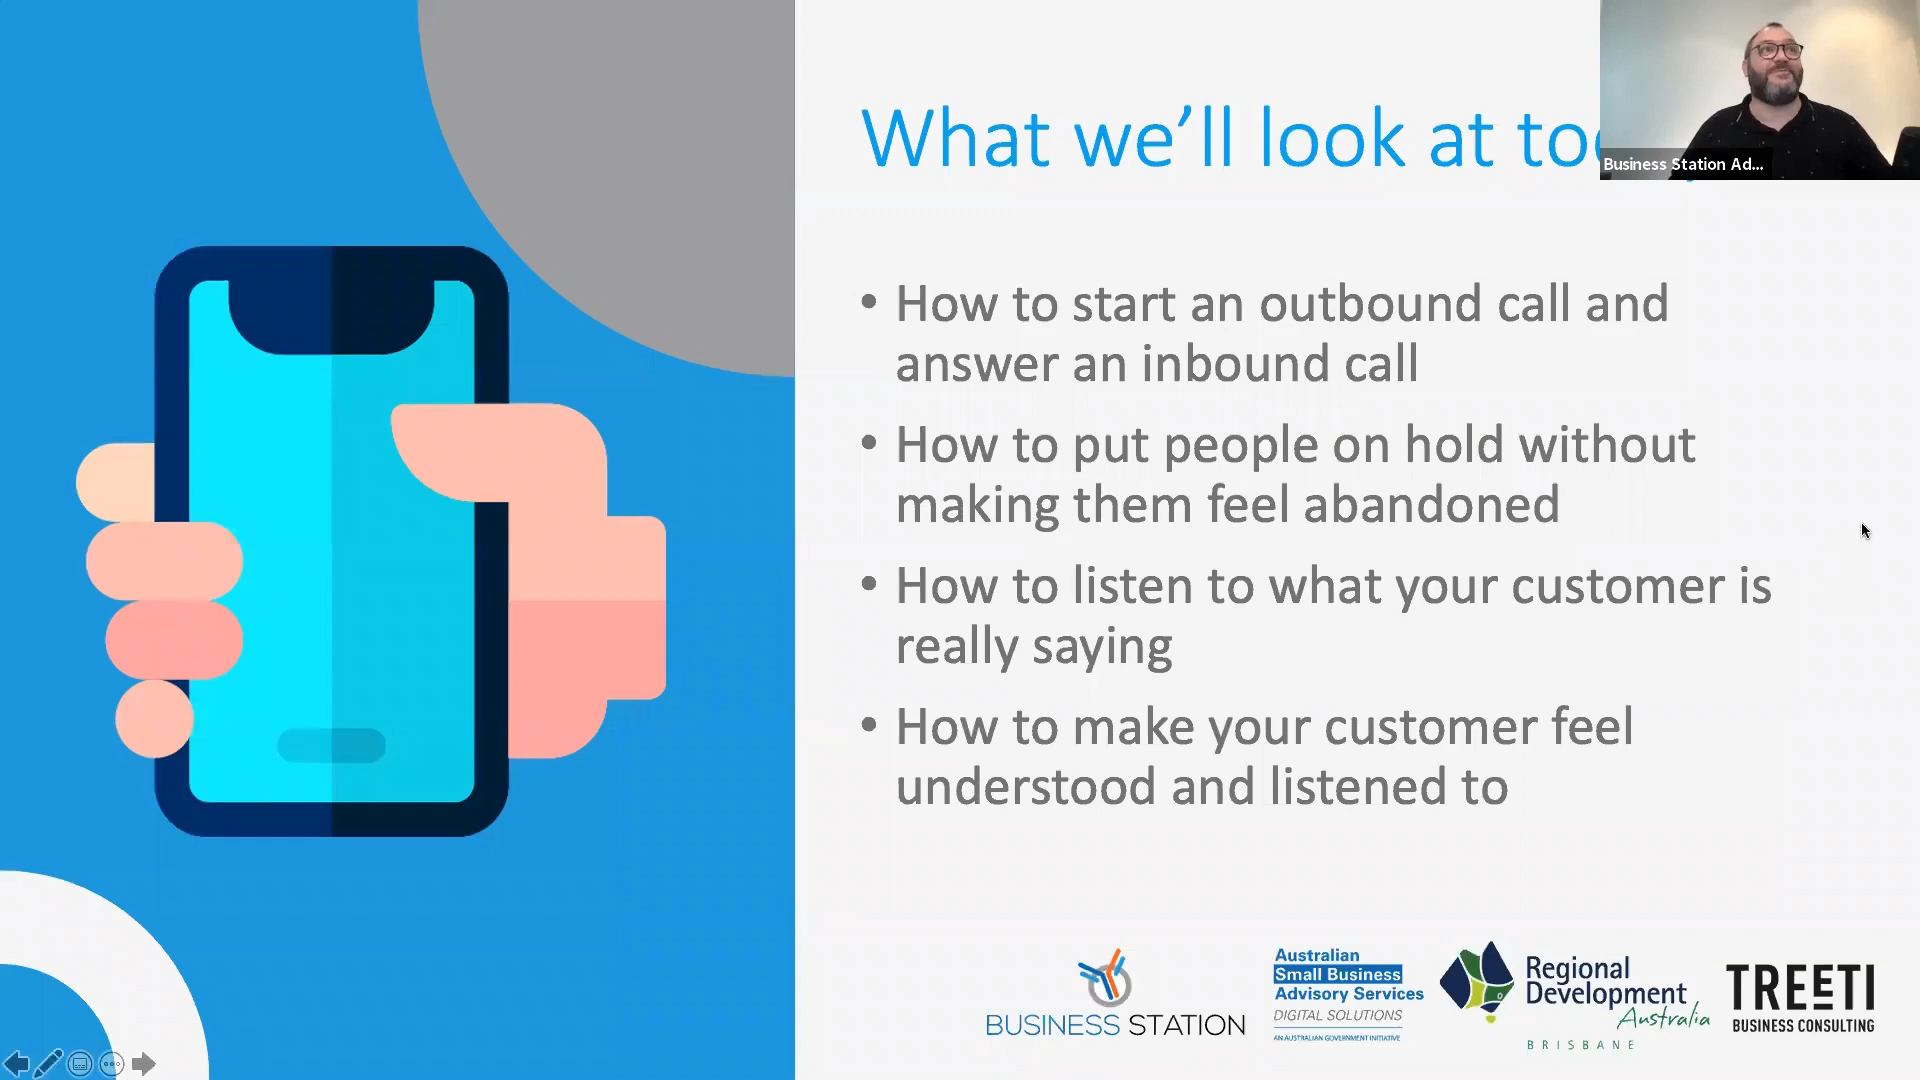 What we’ll look at
Business Station Ad...
• How to start an outbound call and
answer an inbound call
• How to put people on hold without
making them feel abandoned
• How to listen to what your customer is
really saying
• How to make your customer feel
understood and listened to
BUSINESS STATION
Australian
Small Business
Advisory Services
DIGITAL SOLUTIONS
AN AUSTRALIAN GOVERNMENT INITIATIVE
Regional
Development
Australia
BRISBANE
TREETI
BUSINESS CONSULTING